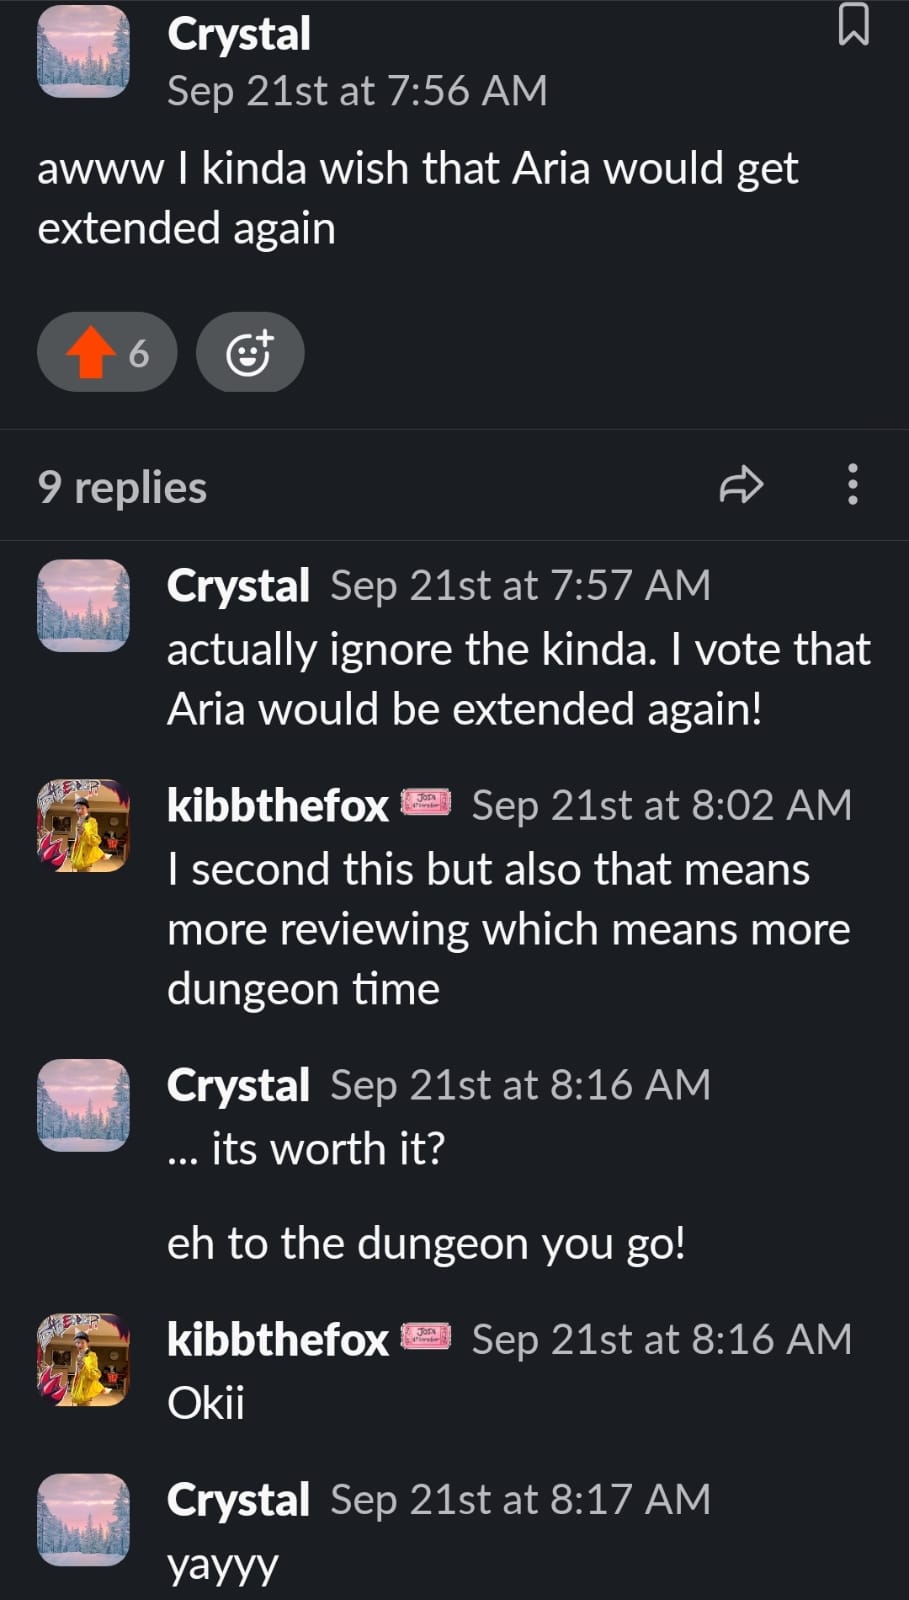 Crystal
Sep 21st at 7:56 AM
awww I kinda wish that Aria would get
extended again
6
9 replies
Crystal Sep 21st at 7:57 AM
actually ignore the kinda. I vote that
Aria would be extended again!
kibbthefox Sep 21st at 8:02 AM
I second this but also that means
more reviewing which means more
dungeon time
Crystal Sep 21st at 8:16 AM
... its worth it?
eh to the dungeon you go!
kibbthefox Sep 21st at 8:16 AM
Okii
Crystal Sep 21st at 8:17 AM
yayyy